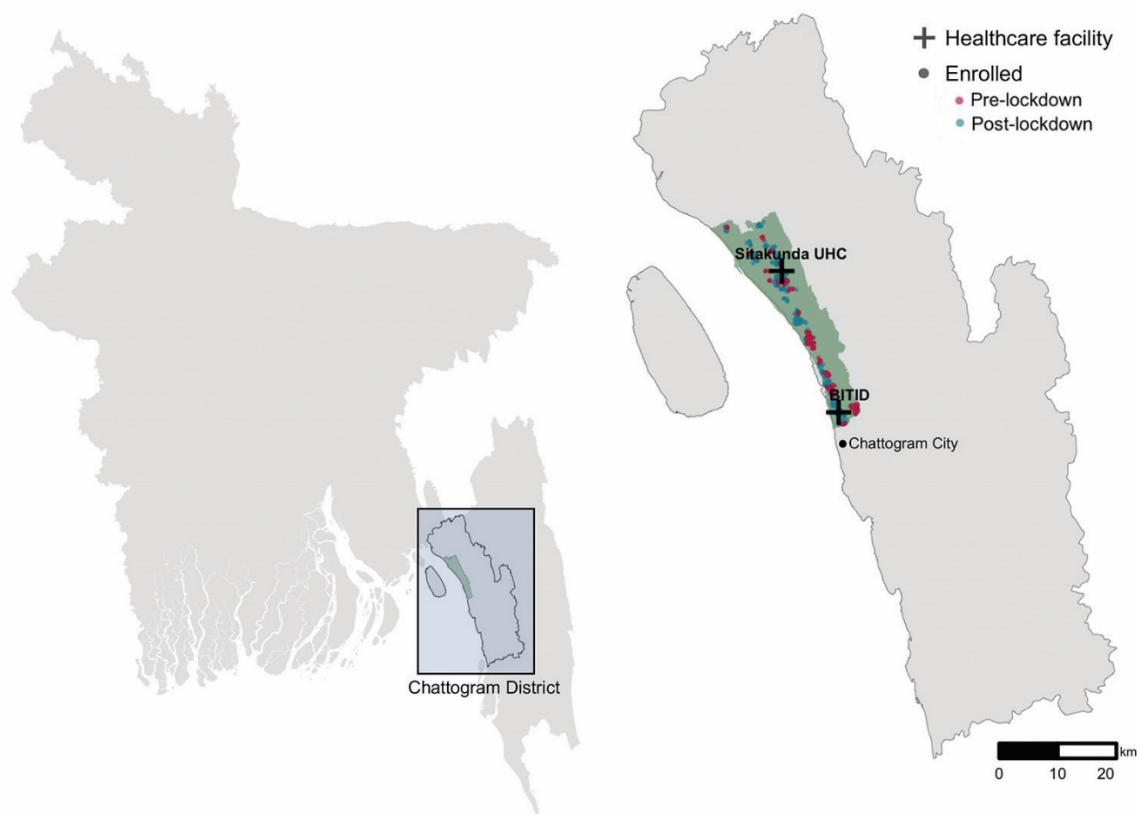 Healthcare facility
Enrolled
Pre-lockdown
Post-lockdown
Sitakunda UHC
BITID
Chattogram City
Chattogram District
km
0 10 20